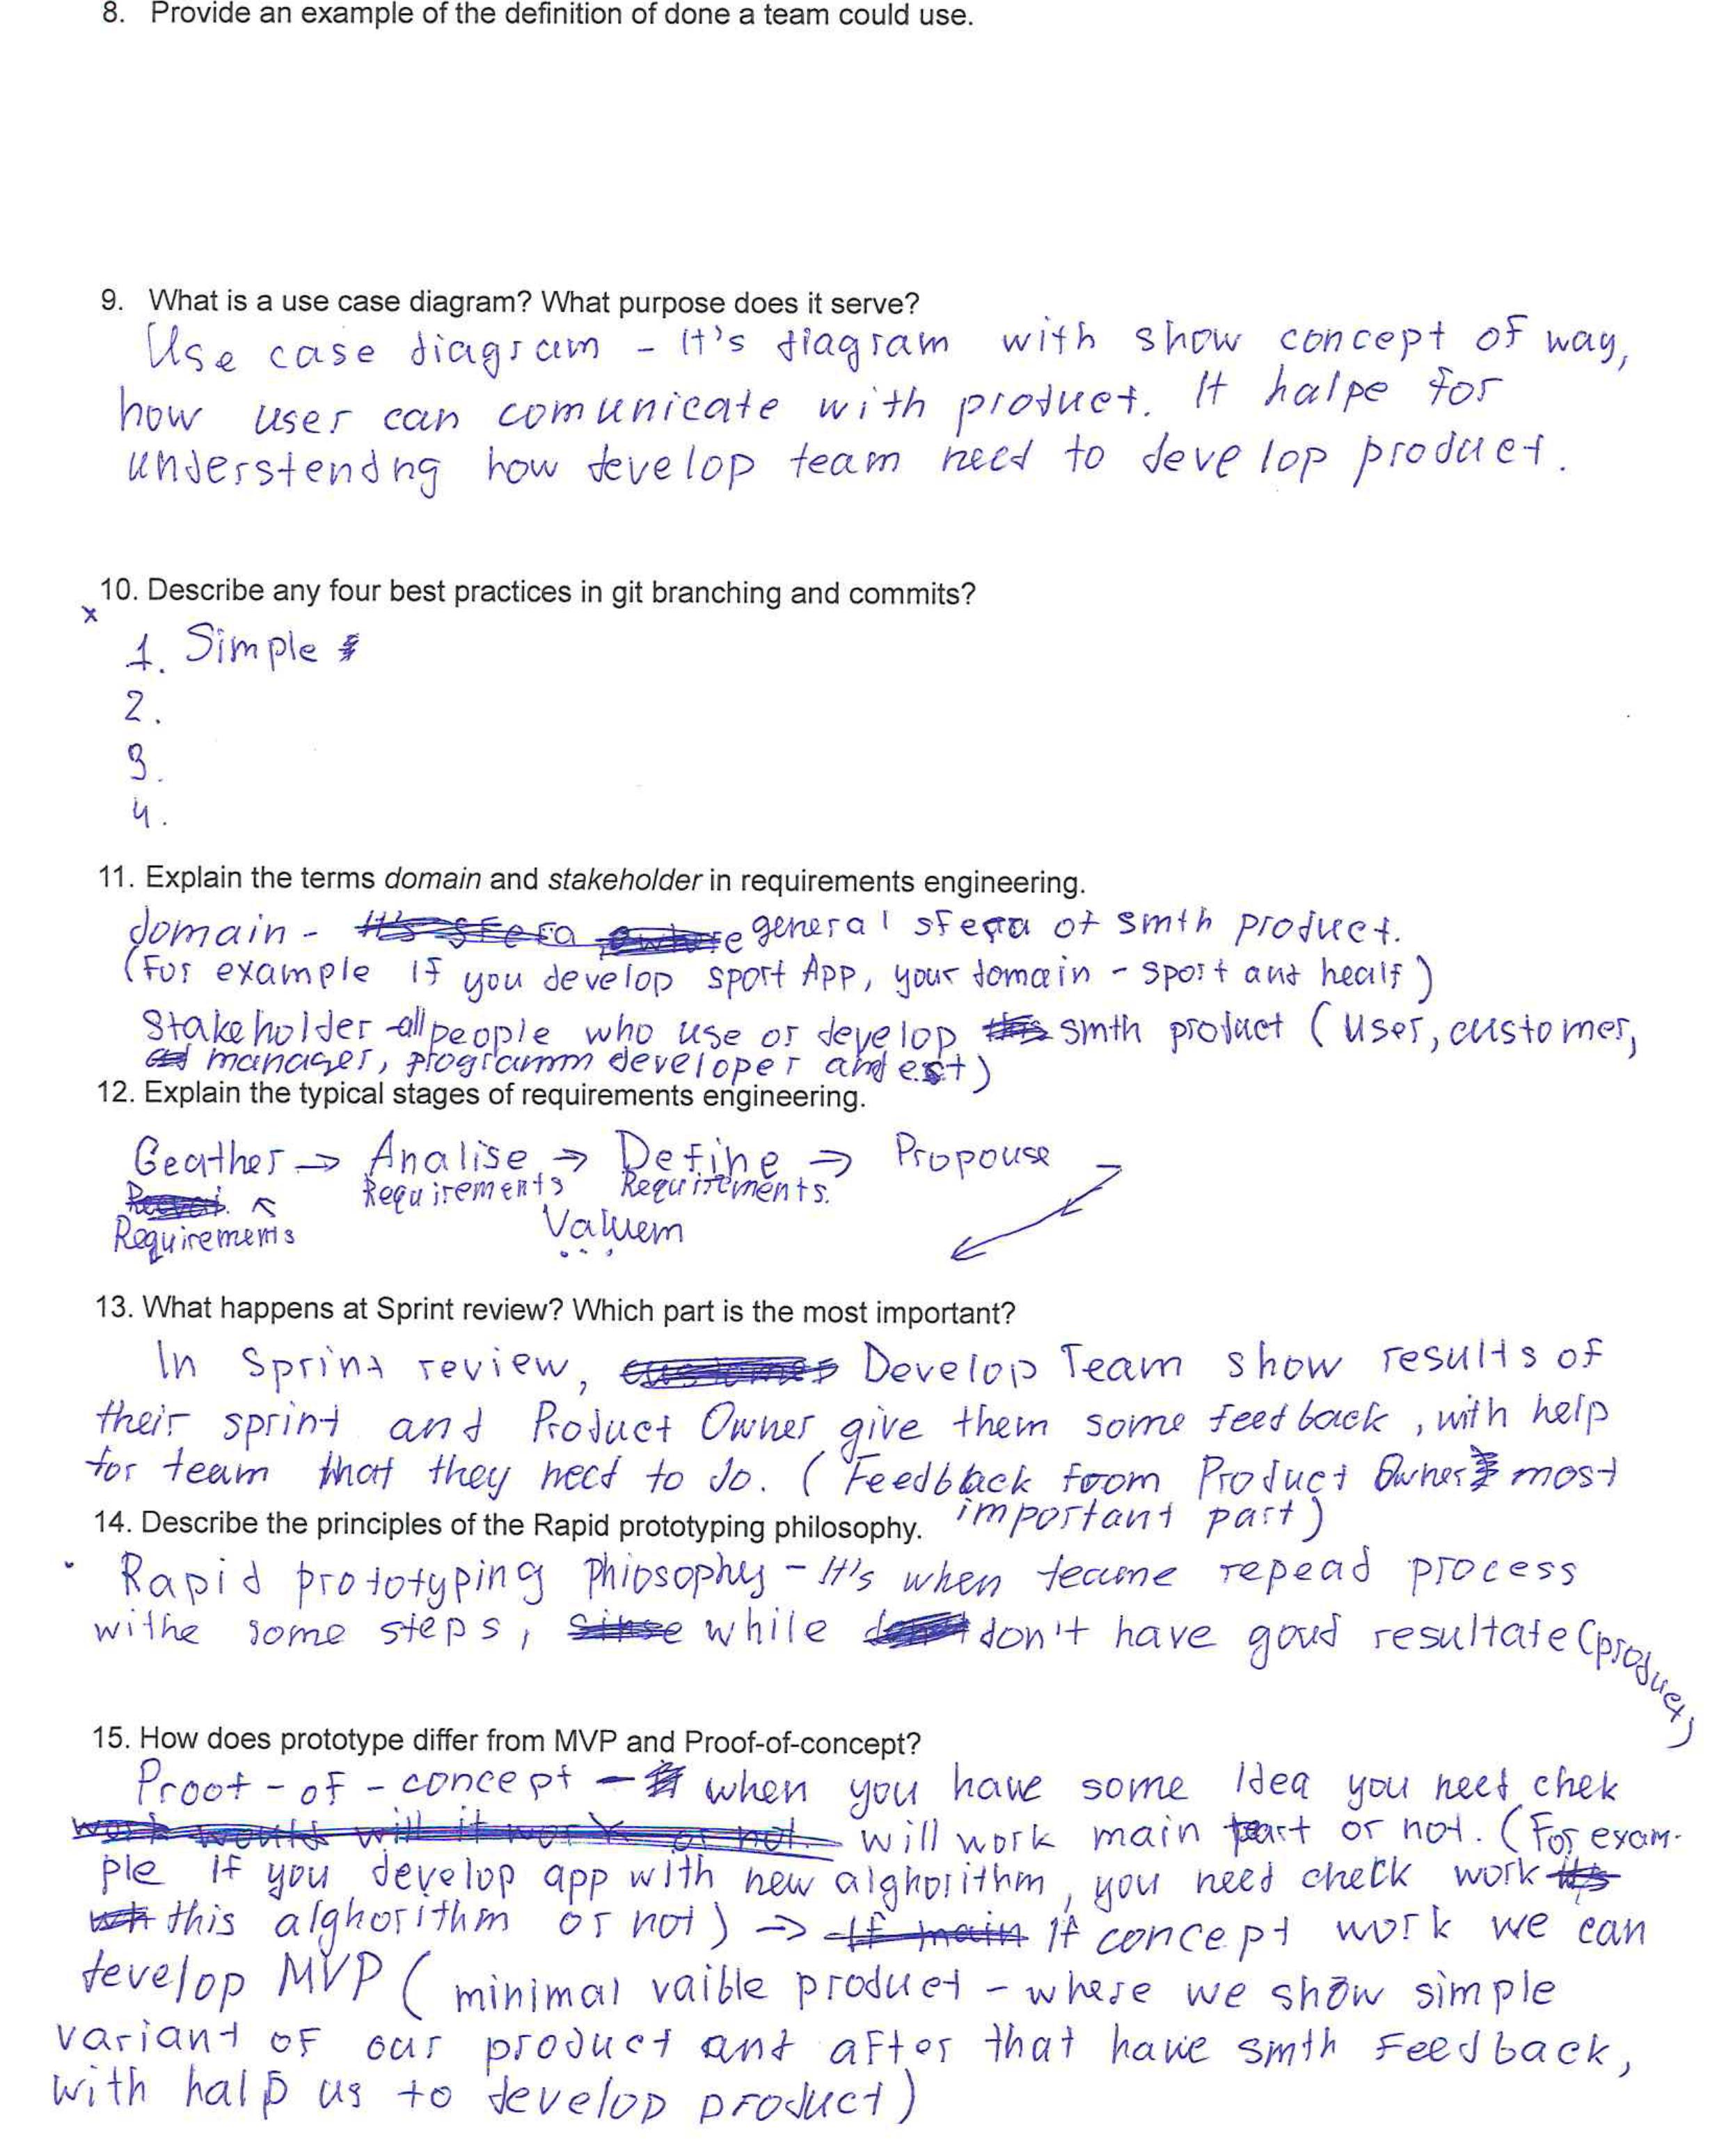 8. Provide an example of the definition of done a team could use.
9. What is a use case diagram? What purpose does it serve?
Use case diagram - It's diagram with show concept of way,
how user can comunicate with product. It halpe for
understendng how develop team need to develop product.
10. Describe any four best practices in git branching and commits?
x
1. Simple
2.
3.
4.
11. Explain the terms domain and stakeholder in requirements engineering.
domain - general sfera of smth product.
(For example if you develop sport App, your domain - sport and healf)
Stakeholder - all people who use or develop smth product (user, customer,
manager, programm developer and est)
12. Explain the typical stages of requirements engineering.
Geather → Analise → Define → Propouse
Requirements Requirements Requirements.
Valuem
13. What happens at Sprint review? Which part is the most important?
In Sprint review, Develop Team show results of
their sprint and Product Owner give them some feedback, with help
for team that they need to do. (Feedback from Product Owner most
important part)
14. Describe the principles of the Rapid prototyping philosophy.
Rapid prototyping Phiosophy - It's when teame repead process
withe some steps, while don't have goud resultate (product)
15. How does prototype differ from MVP and Proof-of-concept?
Proof - of - concept - when you have some Idea you need chek
will work main part or not. (For exam-
ple if you develop app with new alghorithm, you need check work
this alghorithm or not) → if concept work we can
develop MVP (minimal vaible product - where we show simple
variant of our product and after that have smth Feedback,
with halp us to develop product)